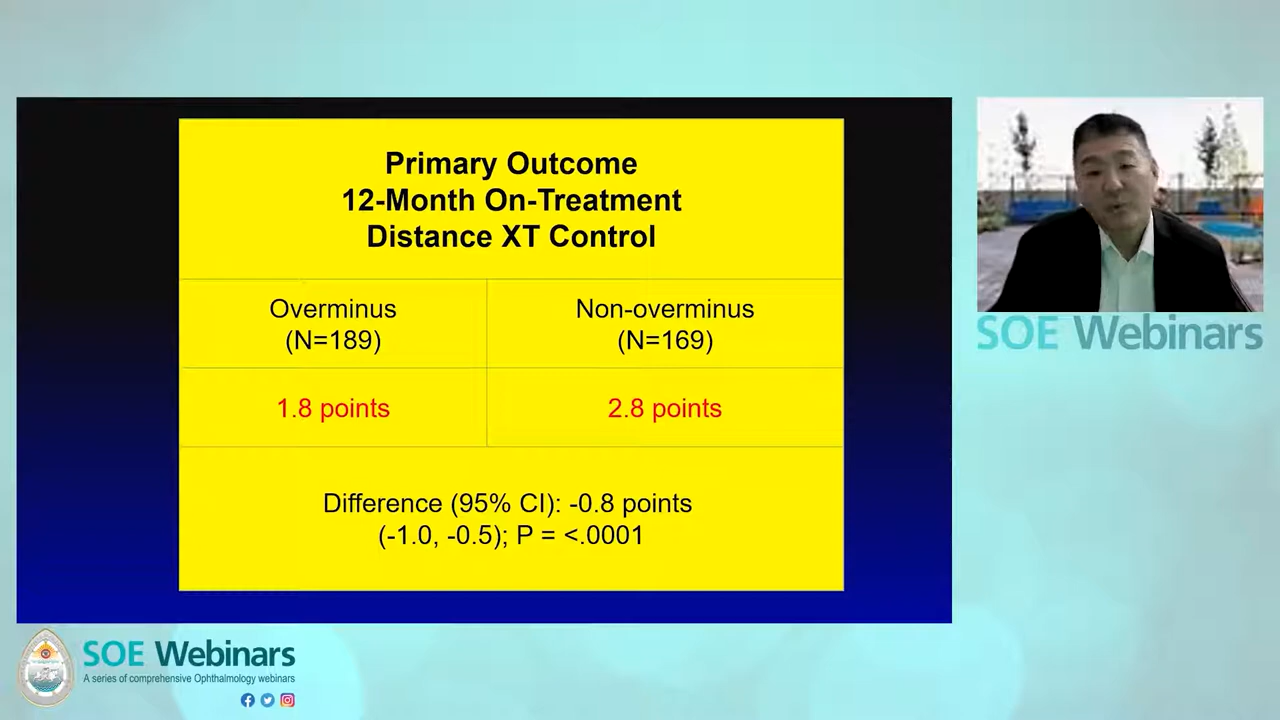 Primary Outcome
12-Month On-Treatment
Distance XT Control
Overminus
(N=189)
Non-overminus
(N=169)
1.8 points
2.8 points
Difference (95% CI): -0.8 points
(-1.0, -0.5); P = <.0001
SOE Webinars
SOE Webinars
A series of comprehensive Ophthalmology webinars